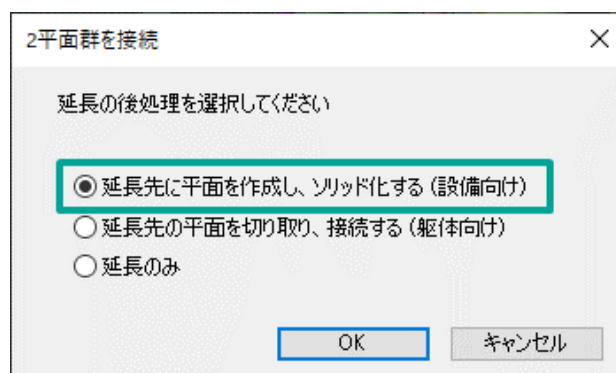 2平面群を接続
延長の後処理を選択してください
延長先に平面を作成し、ソリッド化する(設備向け)
延長先の平面を切り取り、接続する(躯体向け)
延長のみ
OK キャンセル